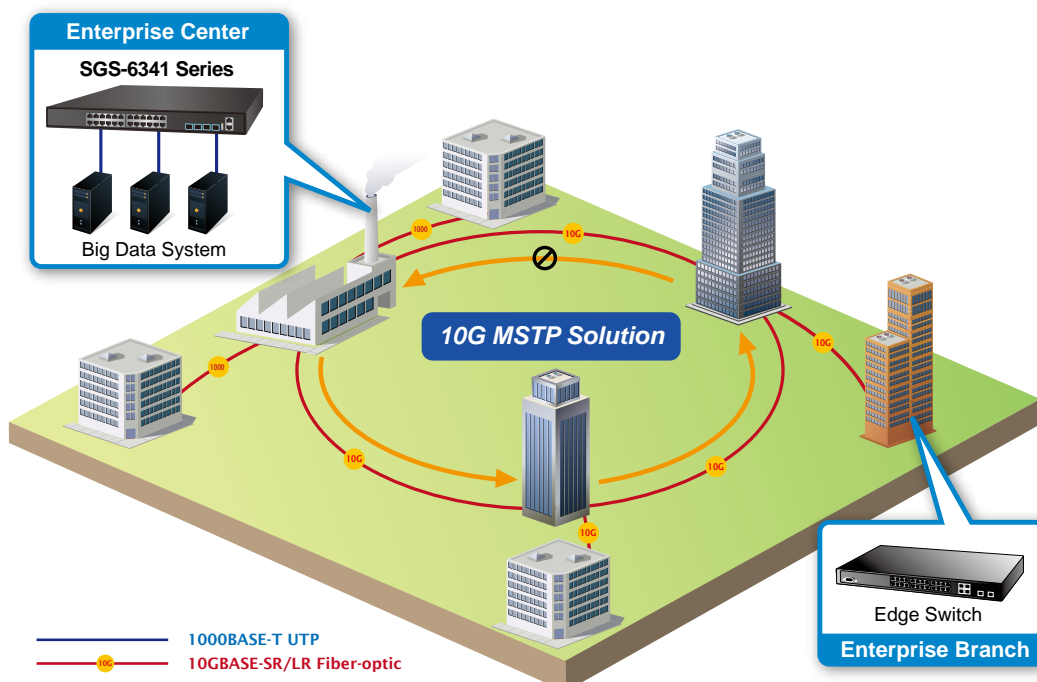 Enterprise Center
SGS-6341 Series
Big Data System
1000
10G
10G MSTP Solution
10G
1000
10G
10G
10G
Edge Switch
Enterprise Branch
1000BASE-T UTP
10G
10GBASE-SR/LR Fiber-optic